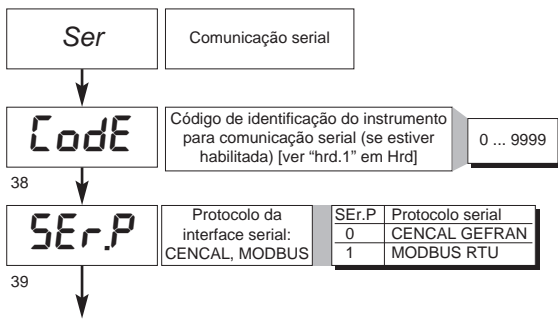 Ser
Comunicação serial
CodE
Código de identificação do instrumento
para comunicação serial (se estiver
habilitada) [ver “hrd.1” em Hrd]
0 ... 9999
38
SEr.P
Protocolo da
interface serial:
CENCAL, MODBUS
SEr.P Protocolo serial
0 CENCAL GEFRAN
1 MODBUS RTU
39